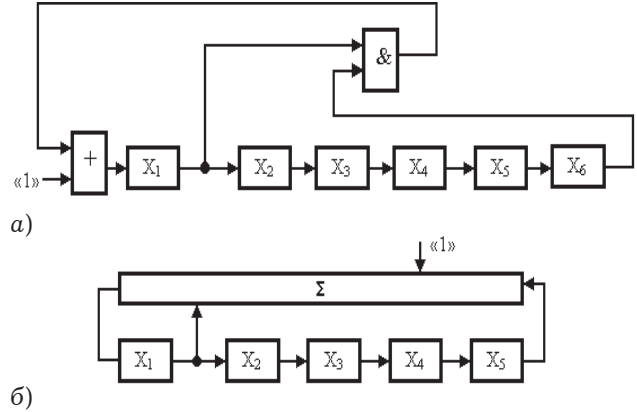 &
+
«1»
X₁ X₂ X₃ X₄ X₅ X₆
а)
«1»
Σ
X₁ X₂ X₃ X₄ X₅
б)